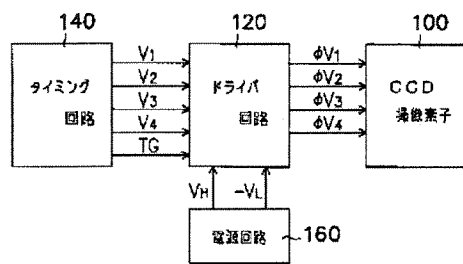 140
120
100
タイミング
回路
V1
V2
V3
V4
TG
ドライバ
回路
φV1
φV2
φV3
φV4
CCD
撮像素子
VH
-VL
電源回路
160